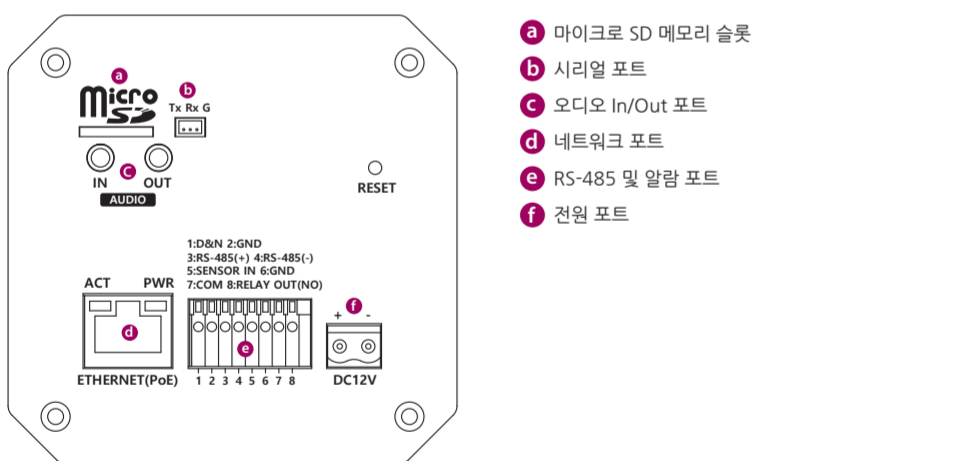 a
Micro
SD
b
Tx Rx G
c
IN
OUT
AUDIO
RESET
1:D&N 2:GND
3:RS-485(+) 4:RS-485(-)
5:SENSOR IN 6:GND
7:COM 8:RELAY OUT(NO)
ACT
PWR
d
ETHERNET(PoE)
e
1 2 3 4 5 6 7 8
f
+ -
DC12V
a 마이크로 SD 메모리 슬롯
b 시리얼 포트
c 오디오 In/Out 포트
d 네트워크 포트
e RS-485 및 알람 포트
f 전원 포트